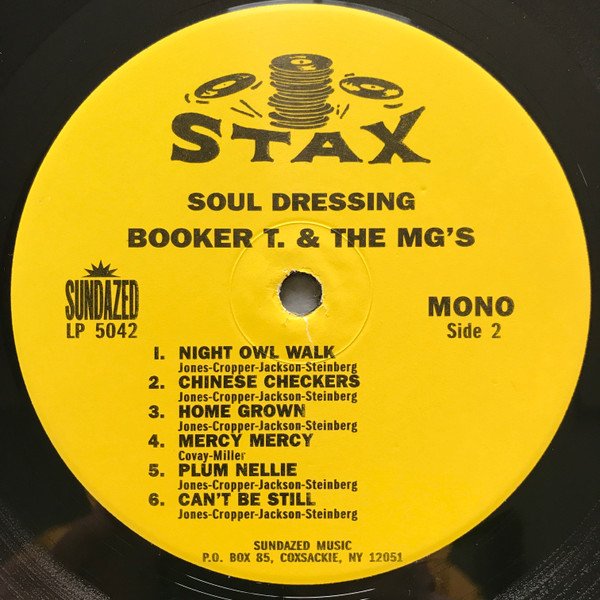 STAX
SOUL DRESSING
BOOKER T. & THE MG'S
SUNDAZED
LP 5042
MONO
Side 2
1. NIGHT OWL WALK
Jones-Cropper-Jackson-Steinberg
2. CHINESE CHECKERS
Jones-Cropper-Jackson-Steinberg
3. HOME GROWN
Jones-Cropper-Jackson-Steinberg
4. MERCY MERCY
Covay-Miller
5. PLUM NELLIE
Jones-Cropper-Jackson-Steinberg
6. CAN'T BE STILL
Jones-Cropper-Jackson-Steinberg
SUNDAZED MUSIC
P.O. BOX 85, COXSACKIE, NY 12051